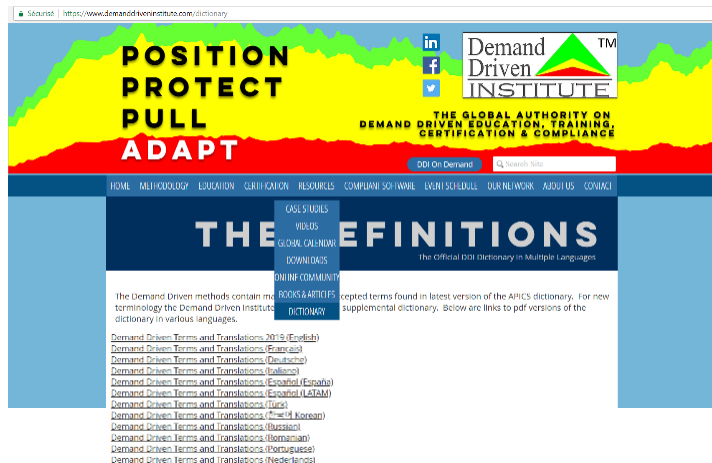 Sécurisé | https://www.demanddriveninstitute.com/dictionary
POSITION
PROTECT
PULL
ADAPT
in
f
Demand
Driven
INSTITUTE
TM
THE GLOBAL AUTHORITY ON
DEMAND DRIVEN EDUCATION, TRAINING,
CERTIFICATION & COMPLIANCE
DDI On Demand
Search Site
HOME METHODOLOGY EDUCATION CERTIFICATION RESOURCES COMPLIANT SOFTWARE EVENT SCHEDULE OUR NETWORK ABOUT US CONTACT
CASE STUDIES
VIDEOS
GLOBAL CALENDAR
DOWNLOADS
ONLINE COMMUNITY
BOOKS & ARTICLES
DICTIONARY
THE EFINITIONS
The Official DDI Dictionary in Multiple Languages
The Demand Driven methods contain ma cepted terms found in latest version of the APICS dictionary. For new
terminology the Demand Driven Institute supplemental dictionary. Below are links to pdf versions of the
dictionary in various languages.
Demand Driven Terms and Translations 2019 (English)
Demand Driven Terms and Translations (Français)
Demand Driven Terms and Translations (Deutsche)
Demand Driven Terms and Translations (Italiano)
Demand Driven Terms and Translations (Español (España)
Demand Driven Terms and Translations (Español (LATAM)
Demand Driven Terms and Translations (Türk)
Demand Driven Terms and Translations ( Korean)
Demand Driven Terms and Translations (Russian)
Demand Driven Terms and Translations (Romanian)
Demand Driven Terms and Translations (Portuguese)
Demand Driven Terms and Translations (Nederlands)